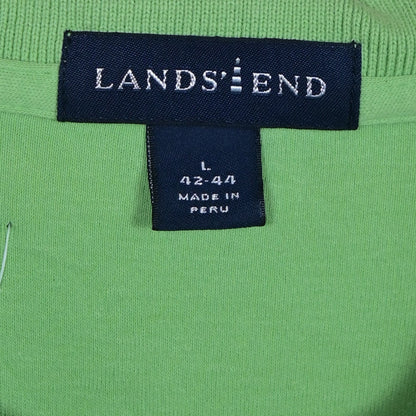 LANDS' END
L
42-44
MADE IN
PERU